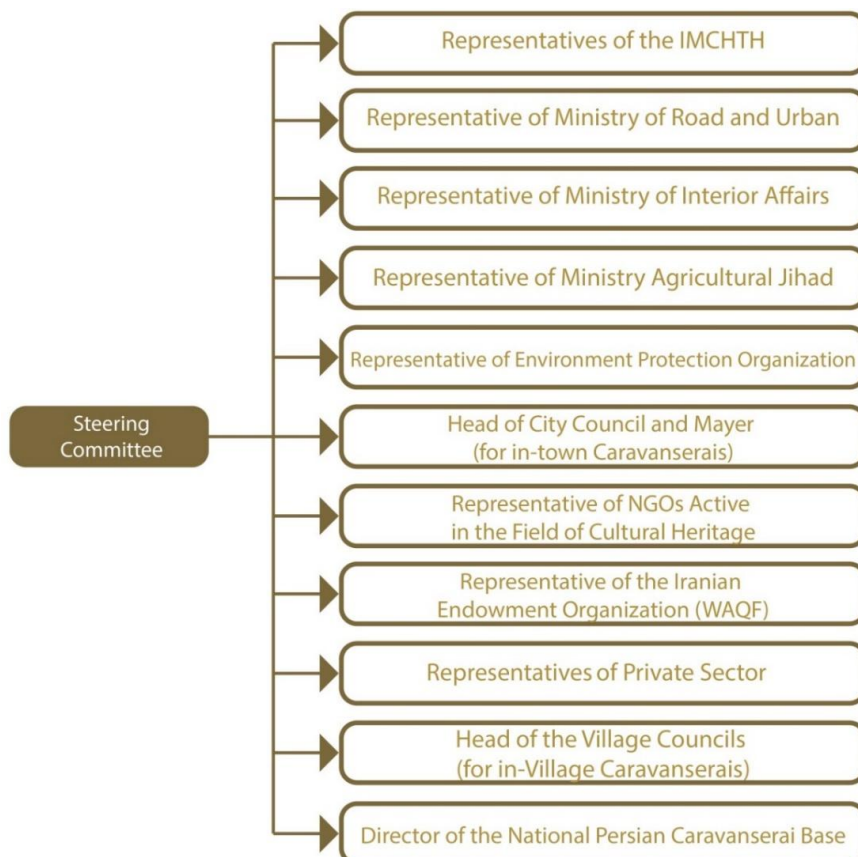 Representatives of the IMCHTH
Representative of Ministry of Road and Urban
Representative of Ministry of Interior Affairs
Representative of Ministry Agricultural Jihad
Representative of Environment Protection Organization
Steering
Committee
Head of City Council and Mayer
(for in-town Caravanserais)
Representative of NGOs Active
in the Field of Cultural Heritage
Representative of the Iranian
Endowment Organization (WAQF)
Representatives of Private Sector
Head of the Village Councils
(for in-Village Caravanserais)
Director of the National Persian Caravanserai Base